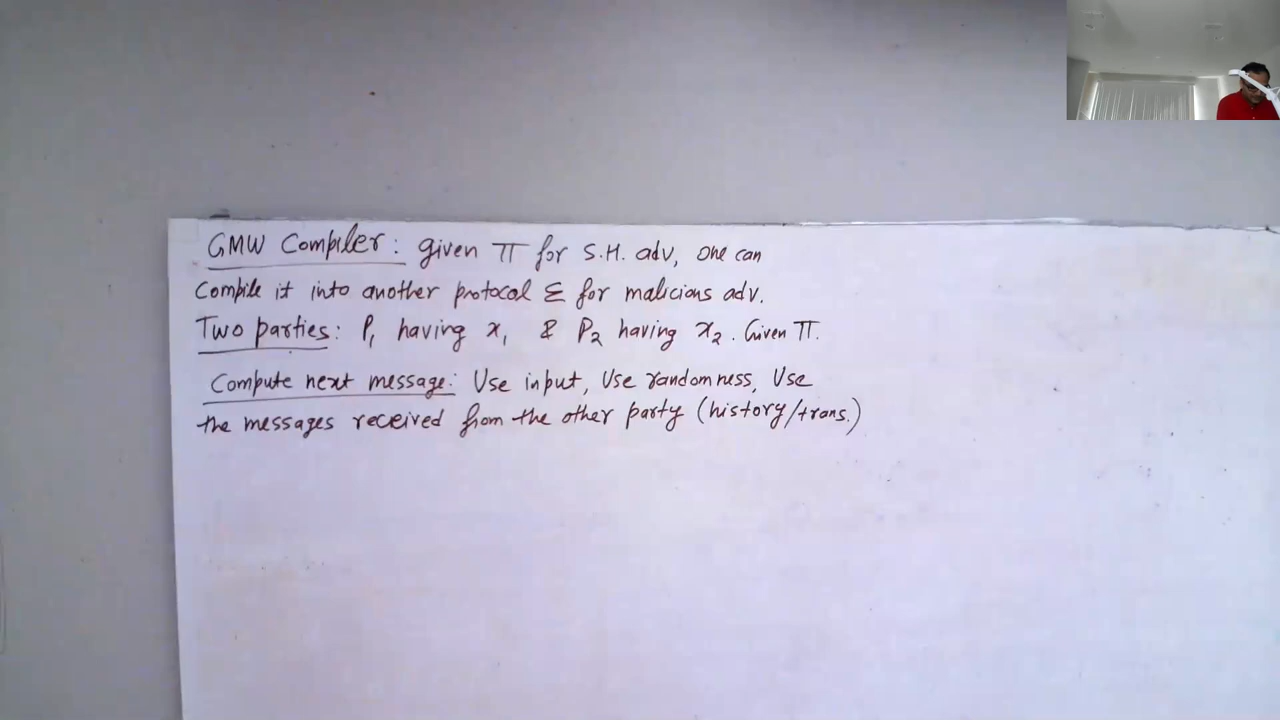 GMW Compiler: given Π for S.H. adv, one can
Compile it into another protocol Σ for malicious adv.
Two parties: P₁ having x₁ & P₂ having x₂. Given Π.
Compute next message: Use input, Use randomness, Use
the messages received from the other party (history/trans.)